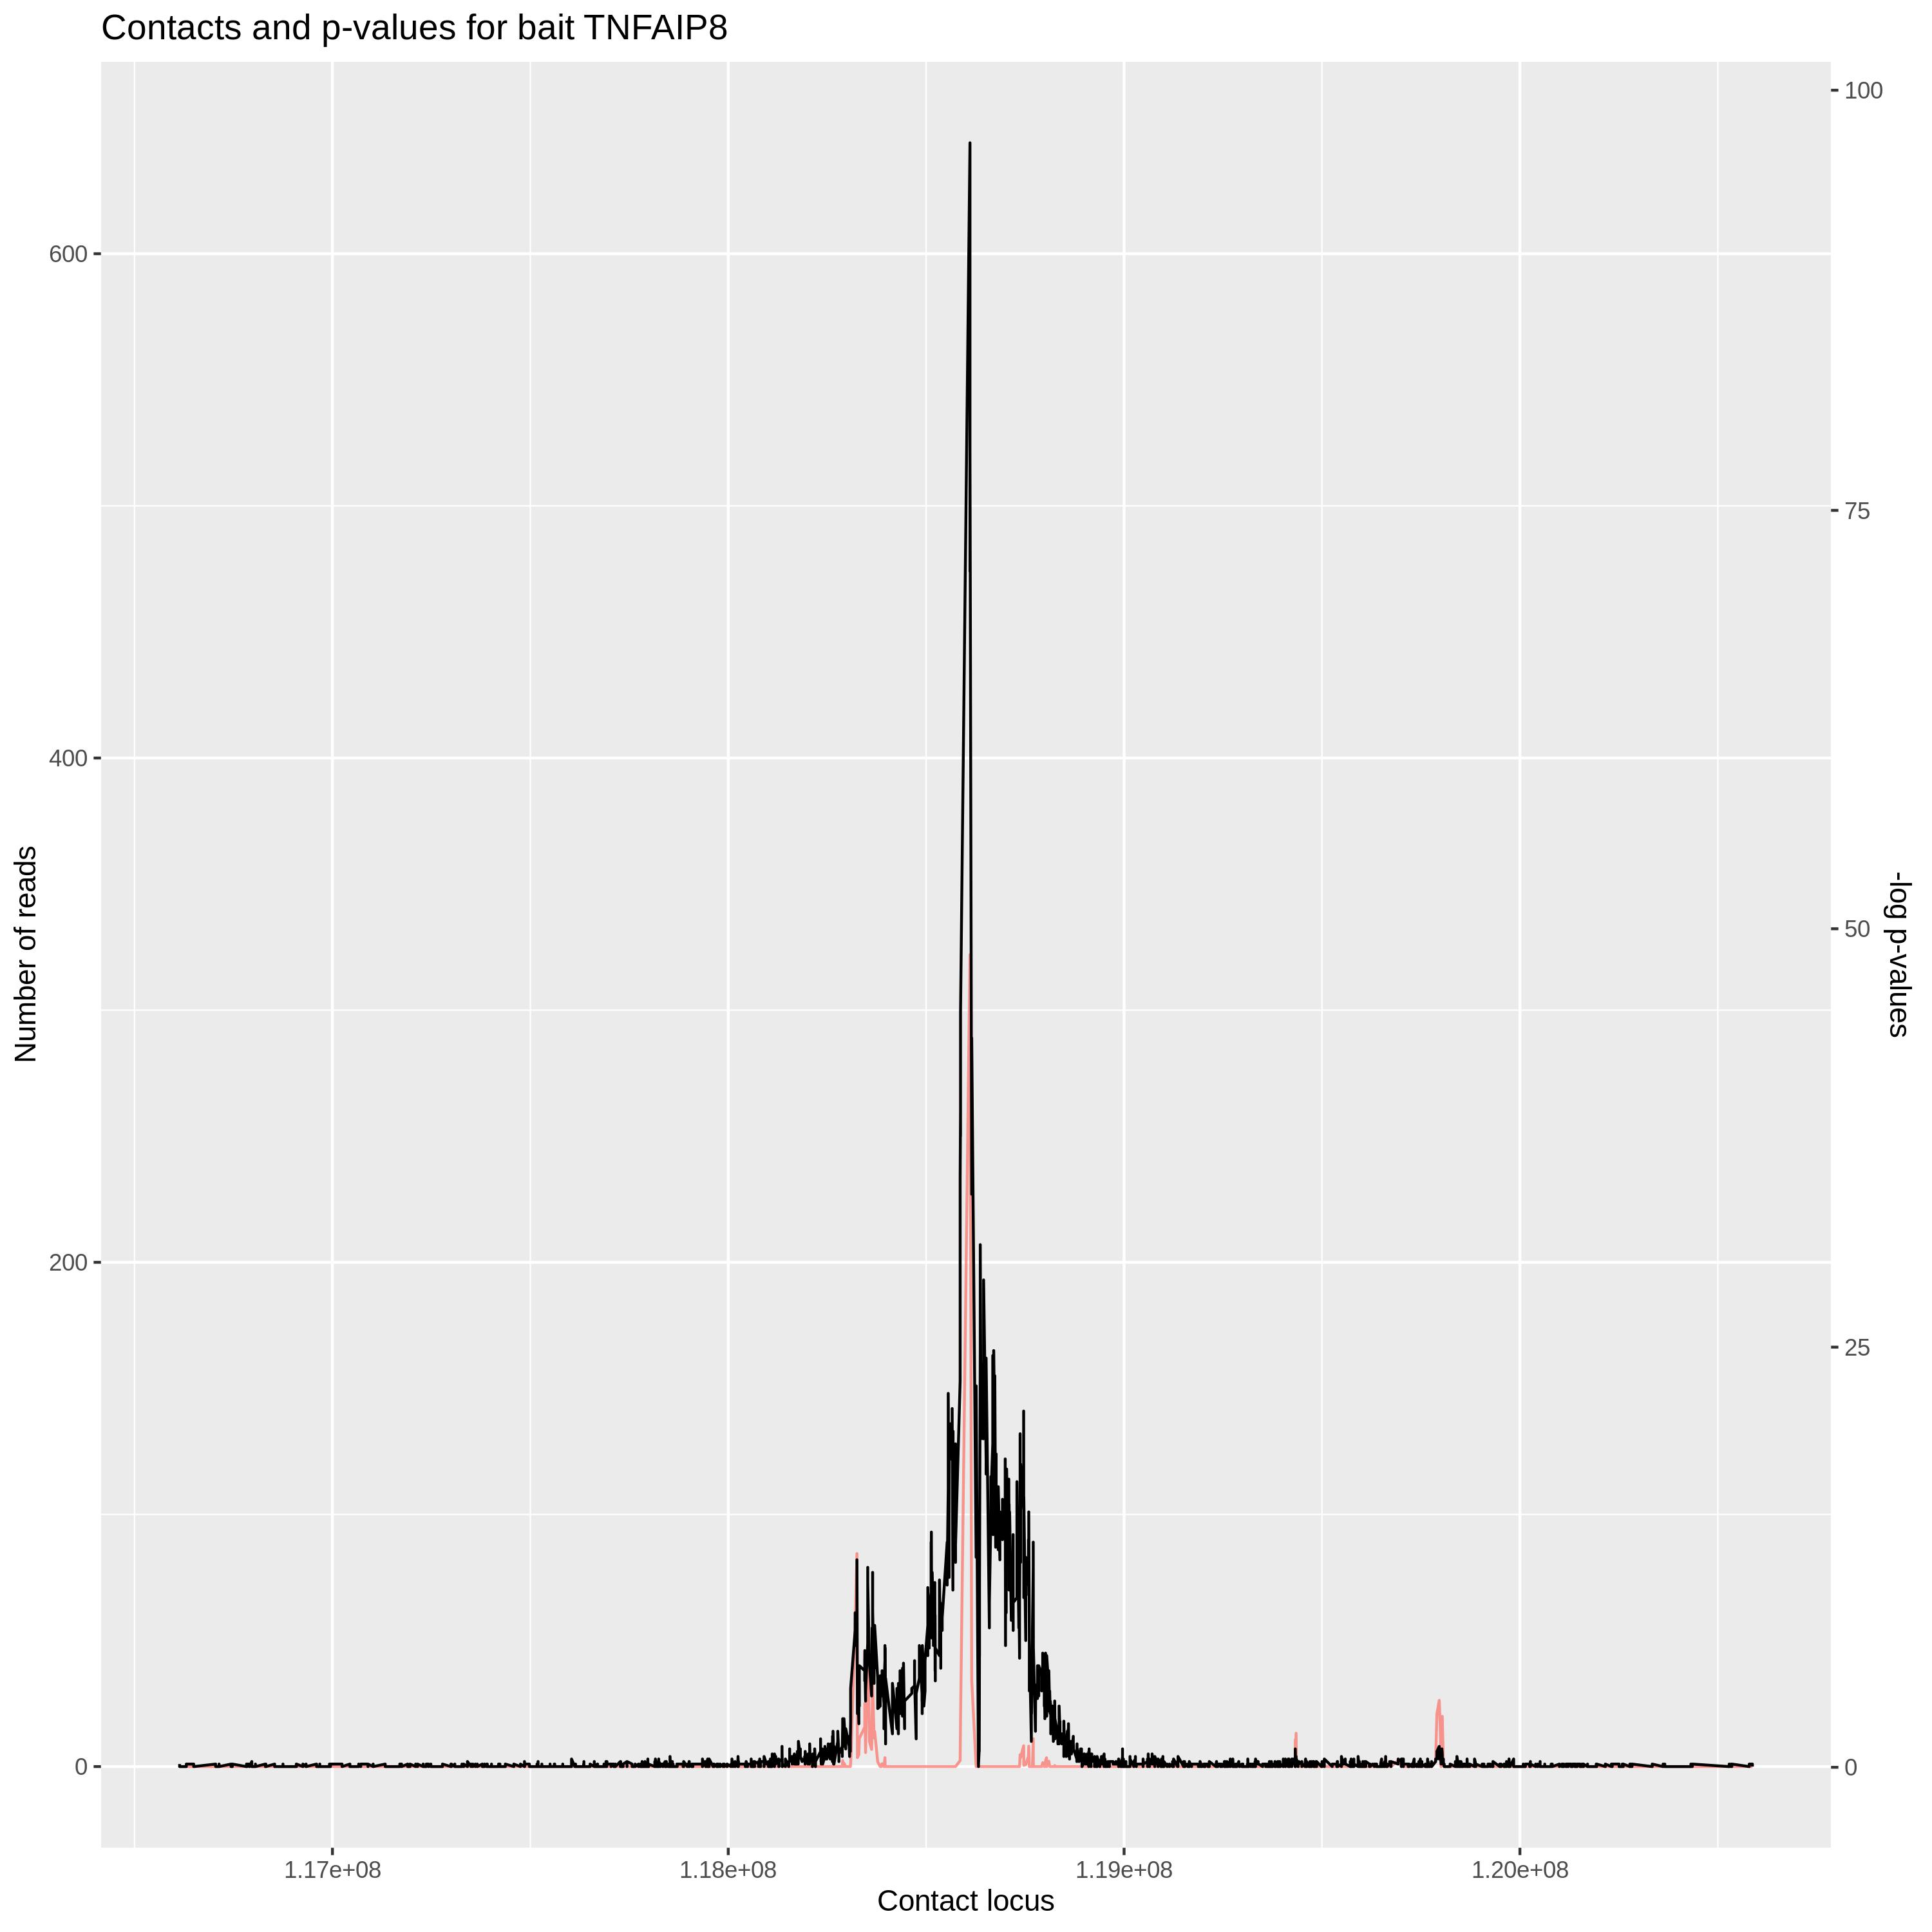 Contacts and p-values for bait TNFAIP8
100
600
75
400
50
Number of reads
-log p-values
200
25
0
0
1.17e+08
1.18e+08
1.19e+08
1.20e+08
Contact locus